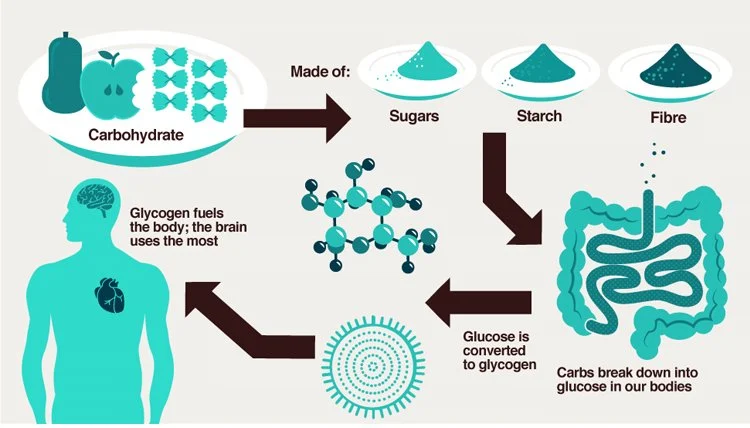 Carbohydrate
Made of:
Sugars
Starch
Fibre
Carbs break down into
glucose in our bodies
Glucose is
converted
to glycogen
Glycogen fuels
the body; the brain
uses the most